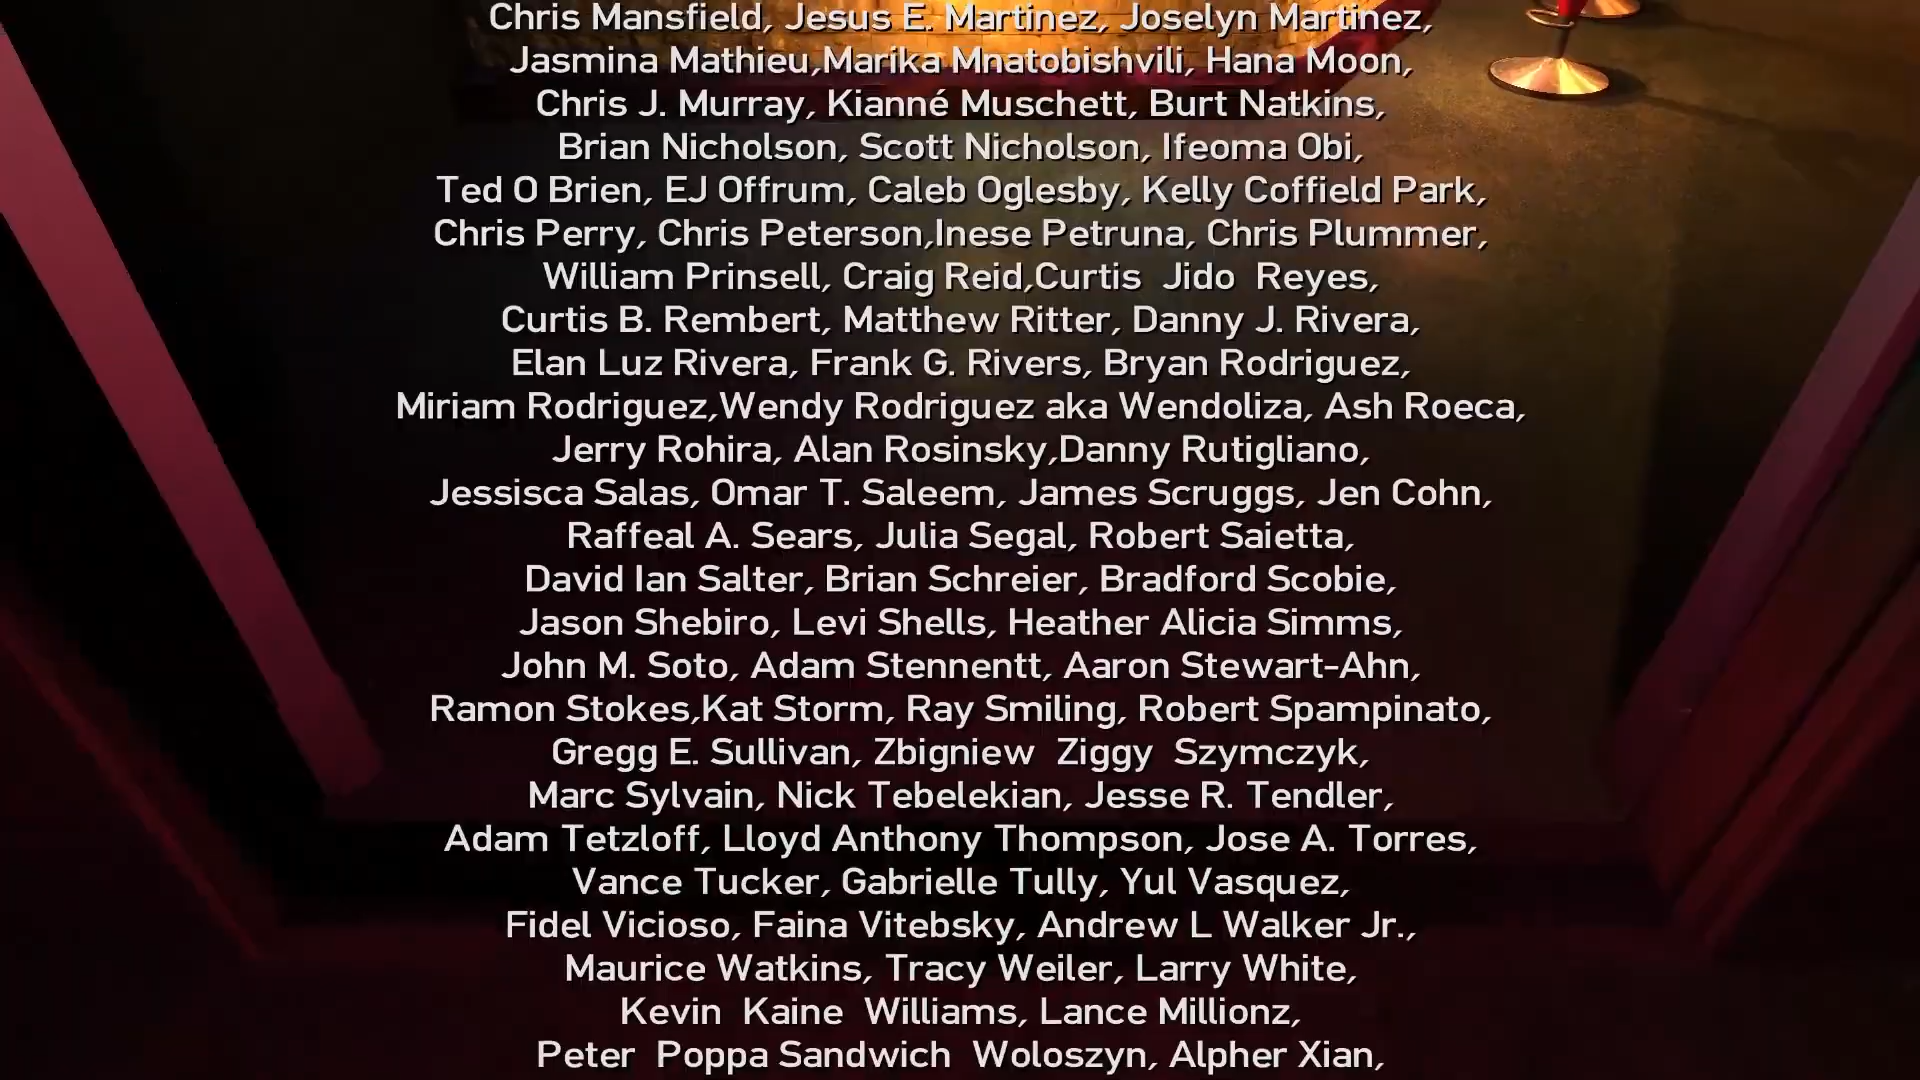 Chris Mansfield, Jesus E. Martinez, Joselyn Martinez,
Jasmina Mathieu,Marika Mnatobishvili, Hana Moon,
Chris J. Murray, Kianné Muschett, Burt Natkins,
Brian Nicholson, Scott Nicholson, Ifeoma Obi,
Ted O Brien, EJ Offrum, Caleb Oglesby, Kelly Coffield Park,
Chris Perry, Chris Peterson,Inese Petruna, Chris Plummer,
William Prinsell, Craig Reid,Curtis  Jido  Reyes,
Curtis B. Rembert, Matthew Ritter, Danny J. Rivera,
Elan Luz Rivera, Frank G. Rivers, Bryan Rodriguez,
Miriam Rodriguez,Wendy Rodriguez aka Wendoliza, Ash Roeca,
Jerry Rohira, Alan Rosinsky,Danny Rutigliano,
Jessisca Salas, Omar T. Saleem, James Scruggs, Jen Cohn,
Raffeal A. Sears, Julia Segal, Robert Saietta,
David Ian Salter, Brian Schreier, Bradford Scobie,
Jason Shebiro, Levi Shells, Heather Alicia Simms,
John M. Soto, Adam Stennentt, Aaron Stewart-Ahn,
Ramon Stokes,Kat Storm, Ray Smiling, Robert Spampinato,
Gregg E. Sullivan, Zbigniew  Ziggy  Szymczyk,
Marc Sylvain, Nick Tebelekian, Jesse R. Tendler,
Adam Tetzloff, Lloyd Anthony Thompson, Jose A. Torres,
Vance Tucker, Gabrielle Tully, Yul Vasquez,
Fidel Vicioso, Faina Vitebsky, Andrew L Walker Jr.,
Maurice Watkins, Tracy Weiler, Larry White,
Kevin  Kaine  Williams, Lance Millionz,
Peter  Poppa Sandwich  Woloszyn, Alpher Xian,